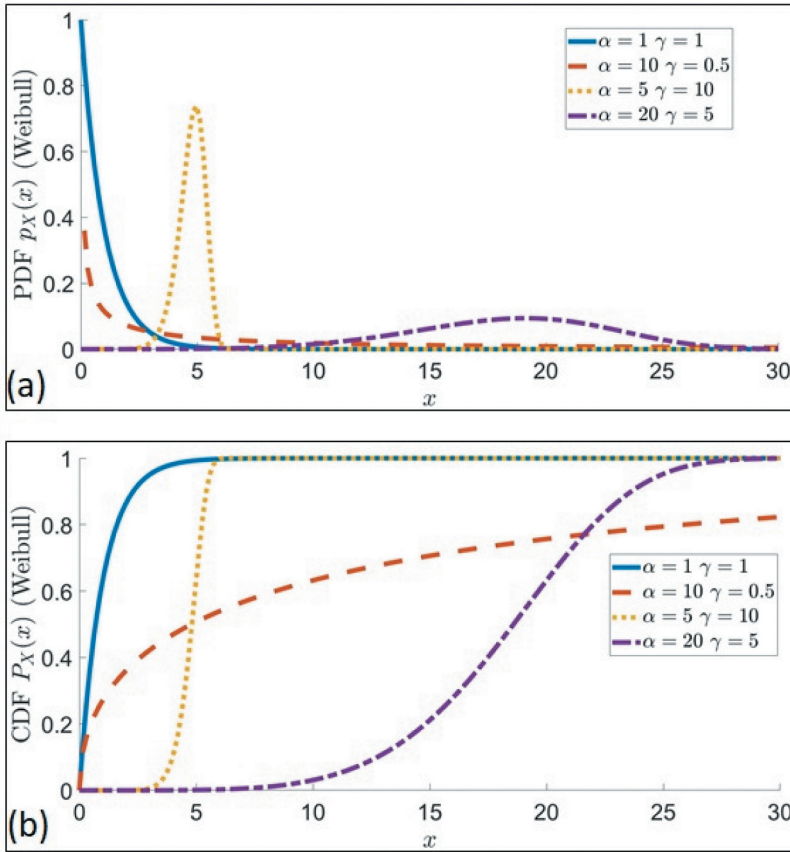 1
0.8
0.6
0.4
0.2
0
PDF pX(x) (Weibull)
α = 1 γ = 1
α = 10 γ = 0.5
α = 5 γ = 10
α = 20 γ = 5
0 5 10 15 20 25 30
x
(a)
1
0.8
0.6
0.4
0.2
0
CDF PX(x) (Weibull)
α = 1 γ = 1
α = 10 γ = 0.5
α = 5 γ = 10
α = 20 γ = 5
0 5 10 15 20 25 30
x
(b)